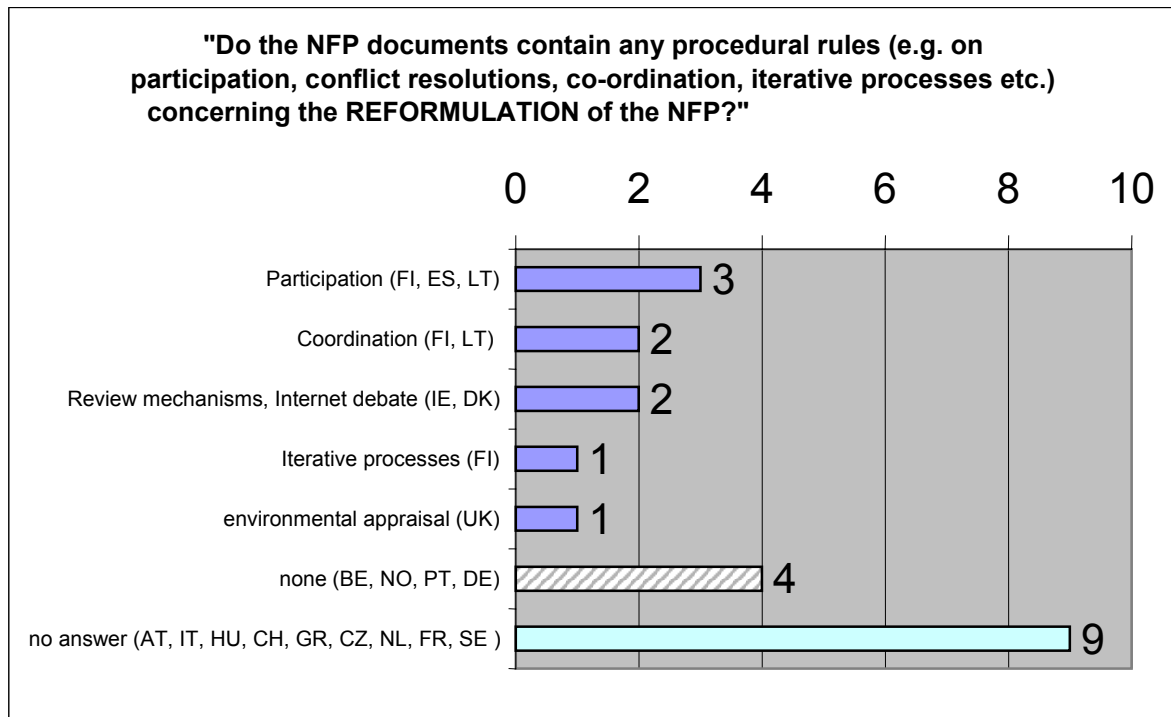 "Do the NFP documents contain any procedural rules (e.g. on
participation, conflict resolutions, co-ordination, iterative processes etc.)
concerning the REFORMULATION of the NFP?"
0 2 4 6 8 10
Participation (FI, ES, LT) 3
Coordination (FI, LT) 2
Review mechanisms, Internet debate (IE, DK) 2
Iterative processes (FI) 1
environmental appraisal (UK) 1
none (BE, NO, PT, DE) 4
no answer (AT, IT, HU, CH, GR, CZ, NL, FR, SE ) 9